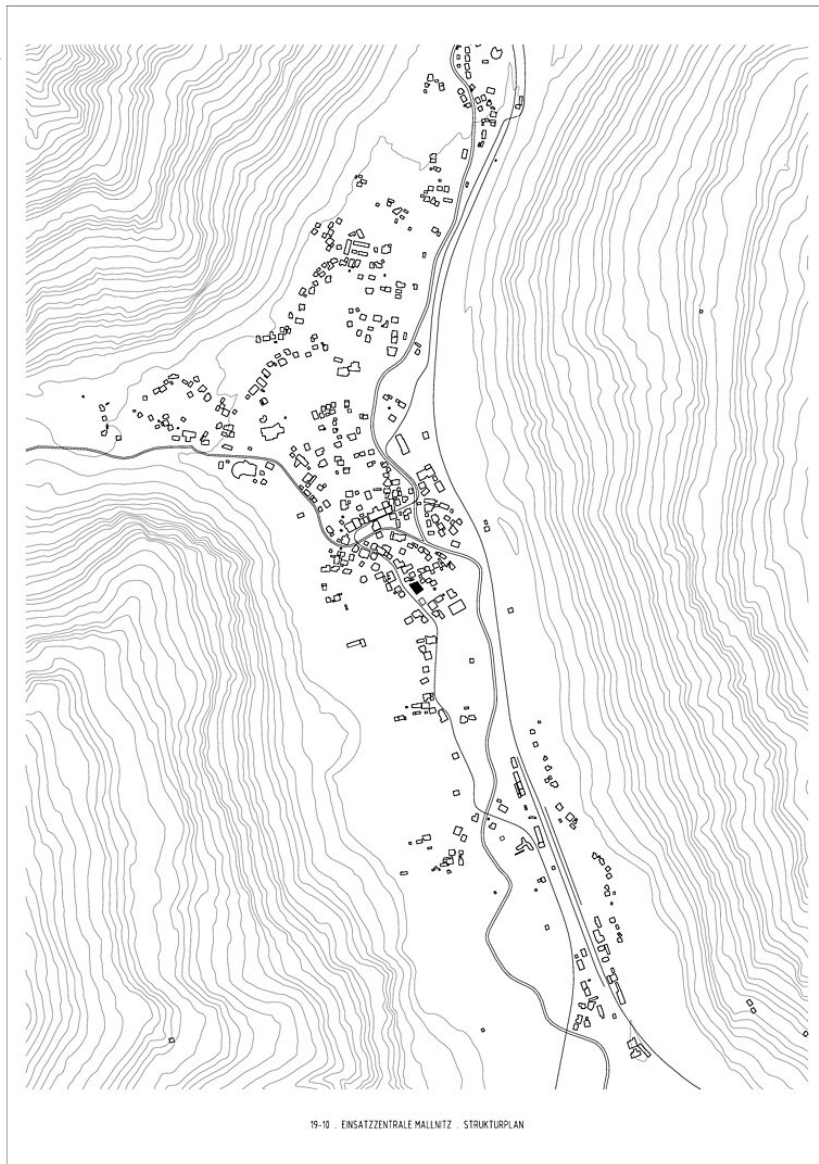 19-10 . EINSATZZENTRALE MALLNITZ . STRUKTURPLAN